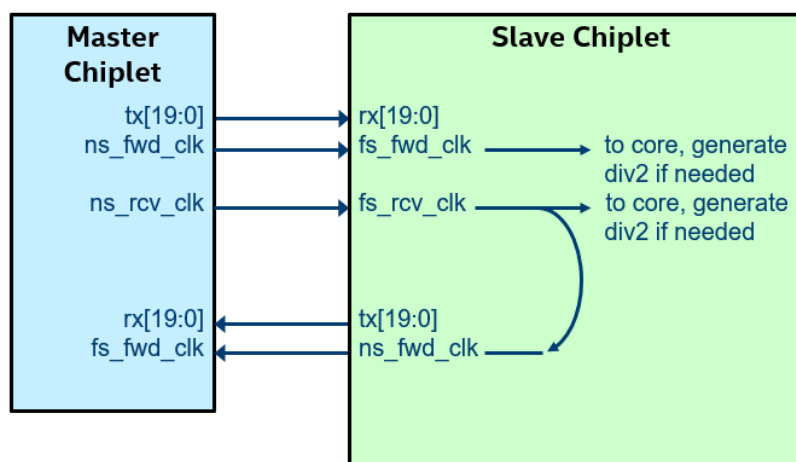 Master
Chiplet
Slave Chiplet
tx[19:0]
rx[19:0]
ns_fwd_clk
fs_fwd_clk
to core, generate
div2 if needed
ns_rcv_clk
fs_rcv_clk
to core, generate
div2 if needed
rx[19:0]
tx[19:0]
fs_fwd_clk
ns_fwd_clk